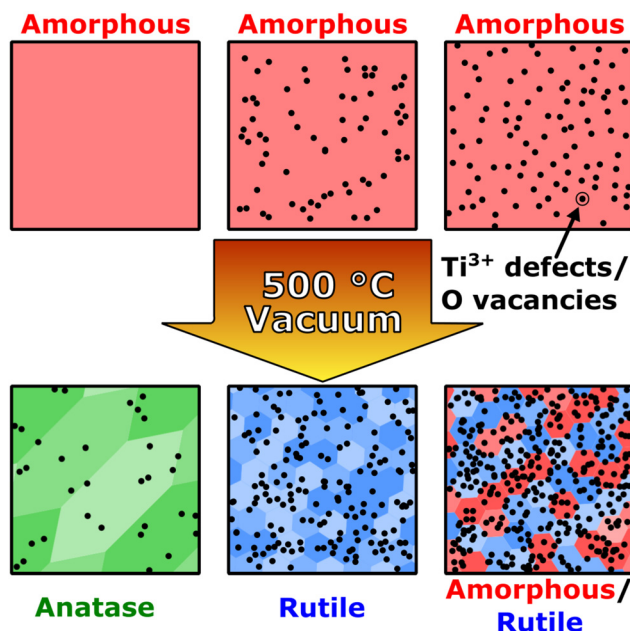 Amorphous Amorphous Amorphous
500 °C
Vacuum
Ti³⁺ defects/
O vacancies
Anatase Rutile Amorphous/
Rutile